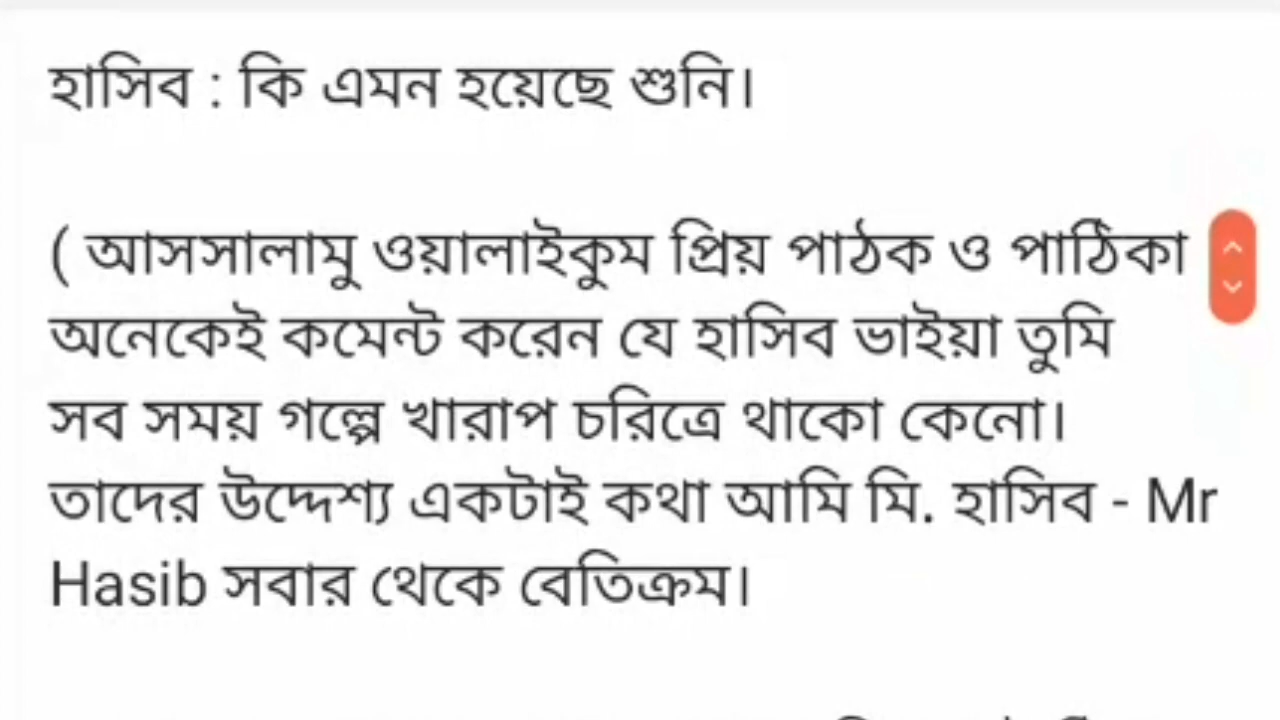 হাসিব : কি এমন হয়েছে শুনি।
( আসসালামু ওয়ালাইকুম প্রিয় পাঠক ও পাঠিকা
অনেকেই কমেন্ট করেন যে হাসিব ভাইয়া তুমি
সব সময় গল্পে খারাপ চরিত্রে থাকো কেনো।
তাদের উদ্দেশ্য একটাই কথা আমি মি. হাসিব - Mr
Hasib সবার থেকে বেতিক্রম।